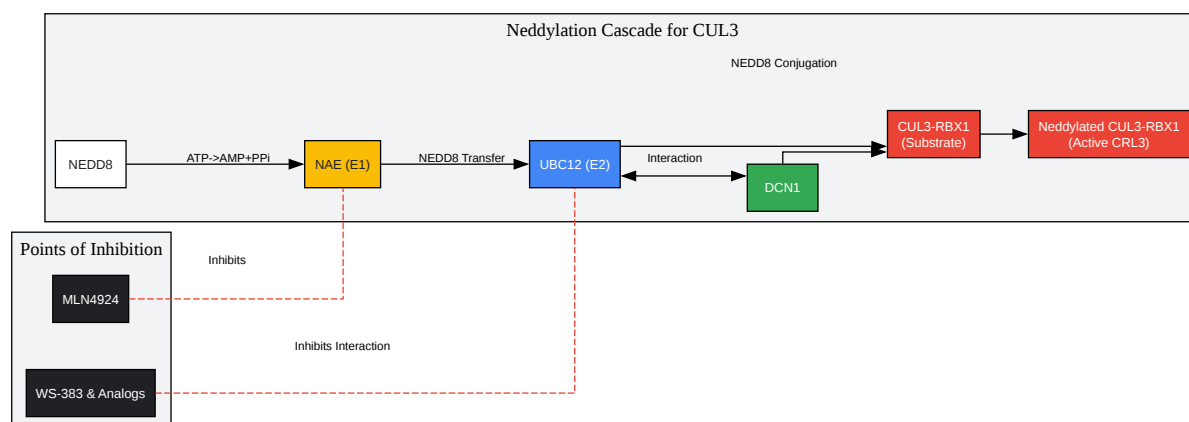 Neddylation Cascade for CUL3
NEDD8 Conjugation
NEDD8
ATP->AMP+PPi
NAE (E1)
NEDD8 Transfer
UBC12 (E2)
Interaction
DCN1
CUL3-RBX1
(Substrate)
Neddylated CUL3-RBX1
(Active CRL3)
Points of Inhibition
Inhibits
MLN4924
Inhibits Interaction
WS-383 & Analogs